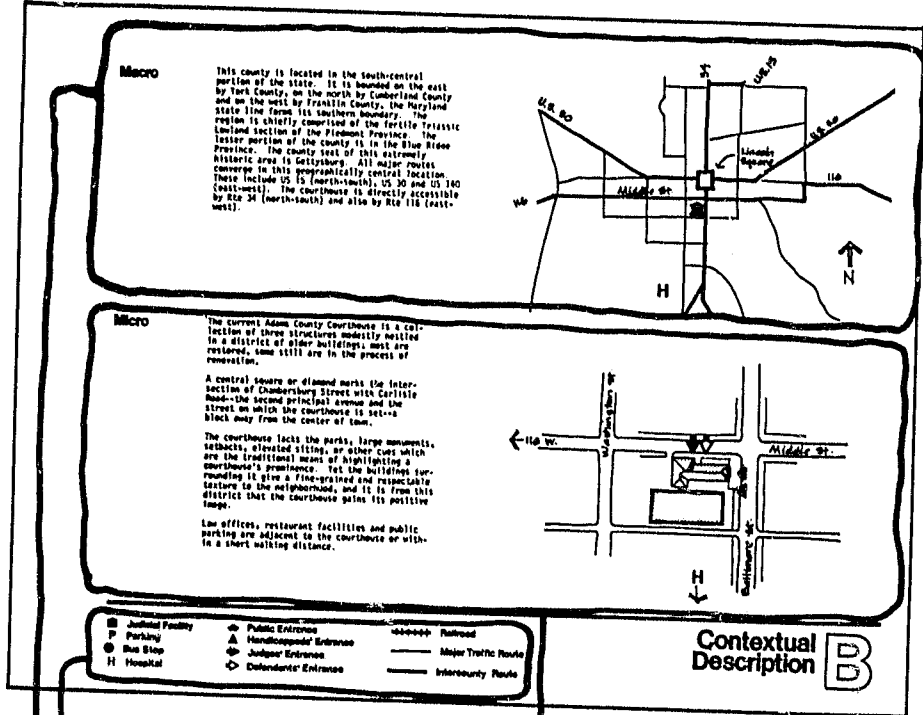 Macro
This county is located in the south-central
portion of the state. It is bounded on the east
by York County, on the north by Cumberland County
and on the west by Franklin County, the Maryland
state line forms its southern boundary. The
region is chiefly comprised of the fertile Triassic
Lowland section of the Piedmont Province. The
lesser portion of the county is in the Blue Ridge
Province. The county seat of this extremely
historic area is Gettysburg. All major routes
converge in this geographically central location.
These include US 15 (north-south), US 30 and US 140
(east-west). The courthouse is directly accessible
by Rte 34 (north-south) and also by Rte 116 (east-
west).
34
U.S. 15
U.S. 30
U.S. 30
Lincoln
Square
116
Middle St.
116
N
H
Micro
The current Adams County Courthouse is a col-
lection of three structures modestly nestled
in a district of older buildings; most are
restored, some still are in the process of
renovation.
A central square or diamond marks the inter-
section of Chambersburg Street with Carlisle
Road--the second principal avenue and the
street on which the courthouse is set--a
block away from the center of town.
The courthouse lacks the parks, large monuments,
setbacks, elevated siting, or other cues which
are the traditional means of highlighting a
courthouse's prominence. Yet the buildings sur-
rounding it give a fine-grained and respectable
texture to the neighborhood, and it is from this
district that the courthouse gains its positive
image.
Law offices, restaurant facilities and public
parking are adjacent to the courthouse or with-
in a short walking distance.
Washington St
116 W.
Middle St.
Baltimore St.
H
Judicial Facility
P Parking
Bus Stop
H Hospital
Public Entrance
Handicapped' Entrance
Judges' Entrance
Defendants' Entrance
Railroad
Major Traffic Route
Intercounty Route
Contextual
Description
B